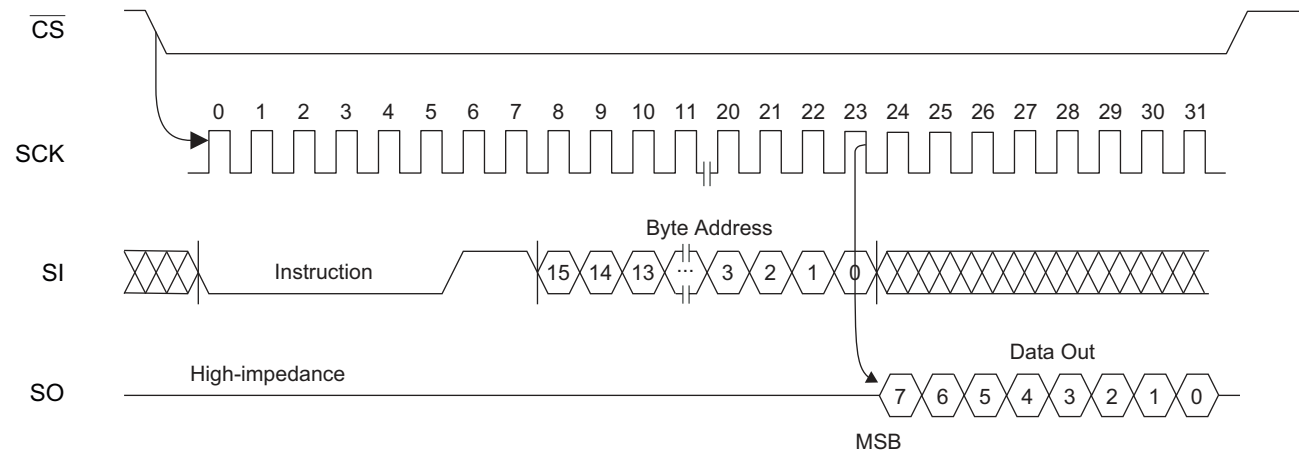 CS
0 1 2 3 4 5 6 7 8 9 10 11 20 21 22 23 24 25 26 27 28 29 30 31
SCK
Byte Address
SI Instruction 15 14 13 ... 3 2 1 0
Data Out
High-impedance
SO 7 6 5 4 3 2 1 0
MSB